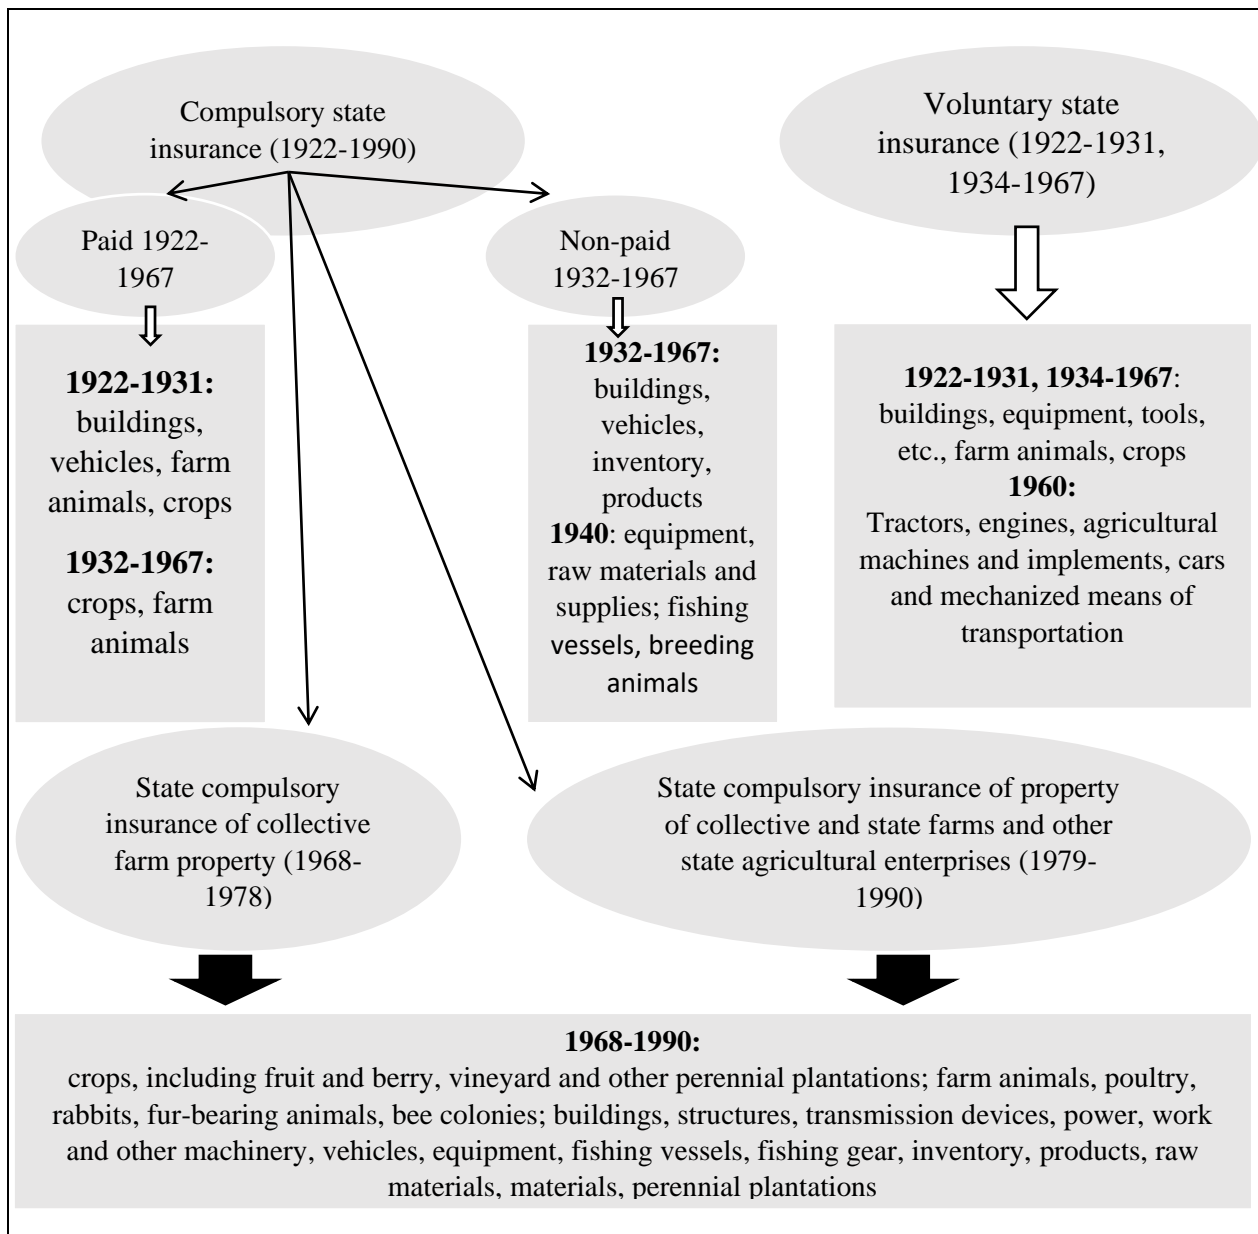 Compulsory state
insurance (1922-1990)
Voluntary state
insurance (1922-1931,
1934-1967)
Paid 1922-
1967
Non-paid
1932-1967
1922-1931:
buildings,
vehicles, farm
animals, crops
1932-1967:
crops, farm
animals
1932-1967:
buildings,
vehicles,
inventory,
products
1940: equipment,
raw materials and
supplies; fishing
vessels, breeding
animals
1922-1931, 1934-1967:
buildings, equipment, tools,
etc., farm animals, crops
1960:
Tractors, engines, agricultural
machines and implements, cars
and mechanized means of
transportation
State compulsory
insurance of collective
farm property (1968-
1978)
State compulsory insurance of property
of collective and state farms and other
state agricultural enterprises (1979-
1990)
1968-1990:
crops, including fruit and berry, vineyard and other perennial plantations; farm animals, poultry,
rabbits, fur-bearing animals, bee colonies; buildings, structures, transmission devices, power, work
and other machinery, vehicles, equipment, fishing vessels, fishing gear, inventory, products, raw
materials, materials, perennial plantations